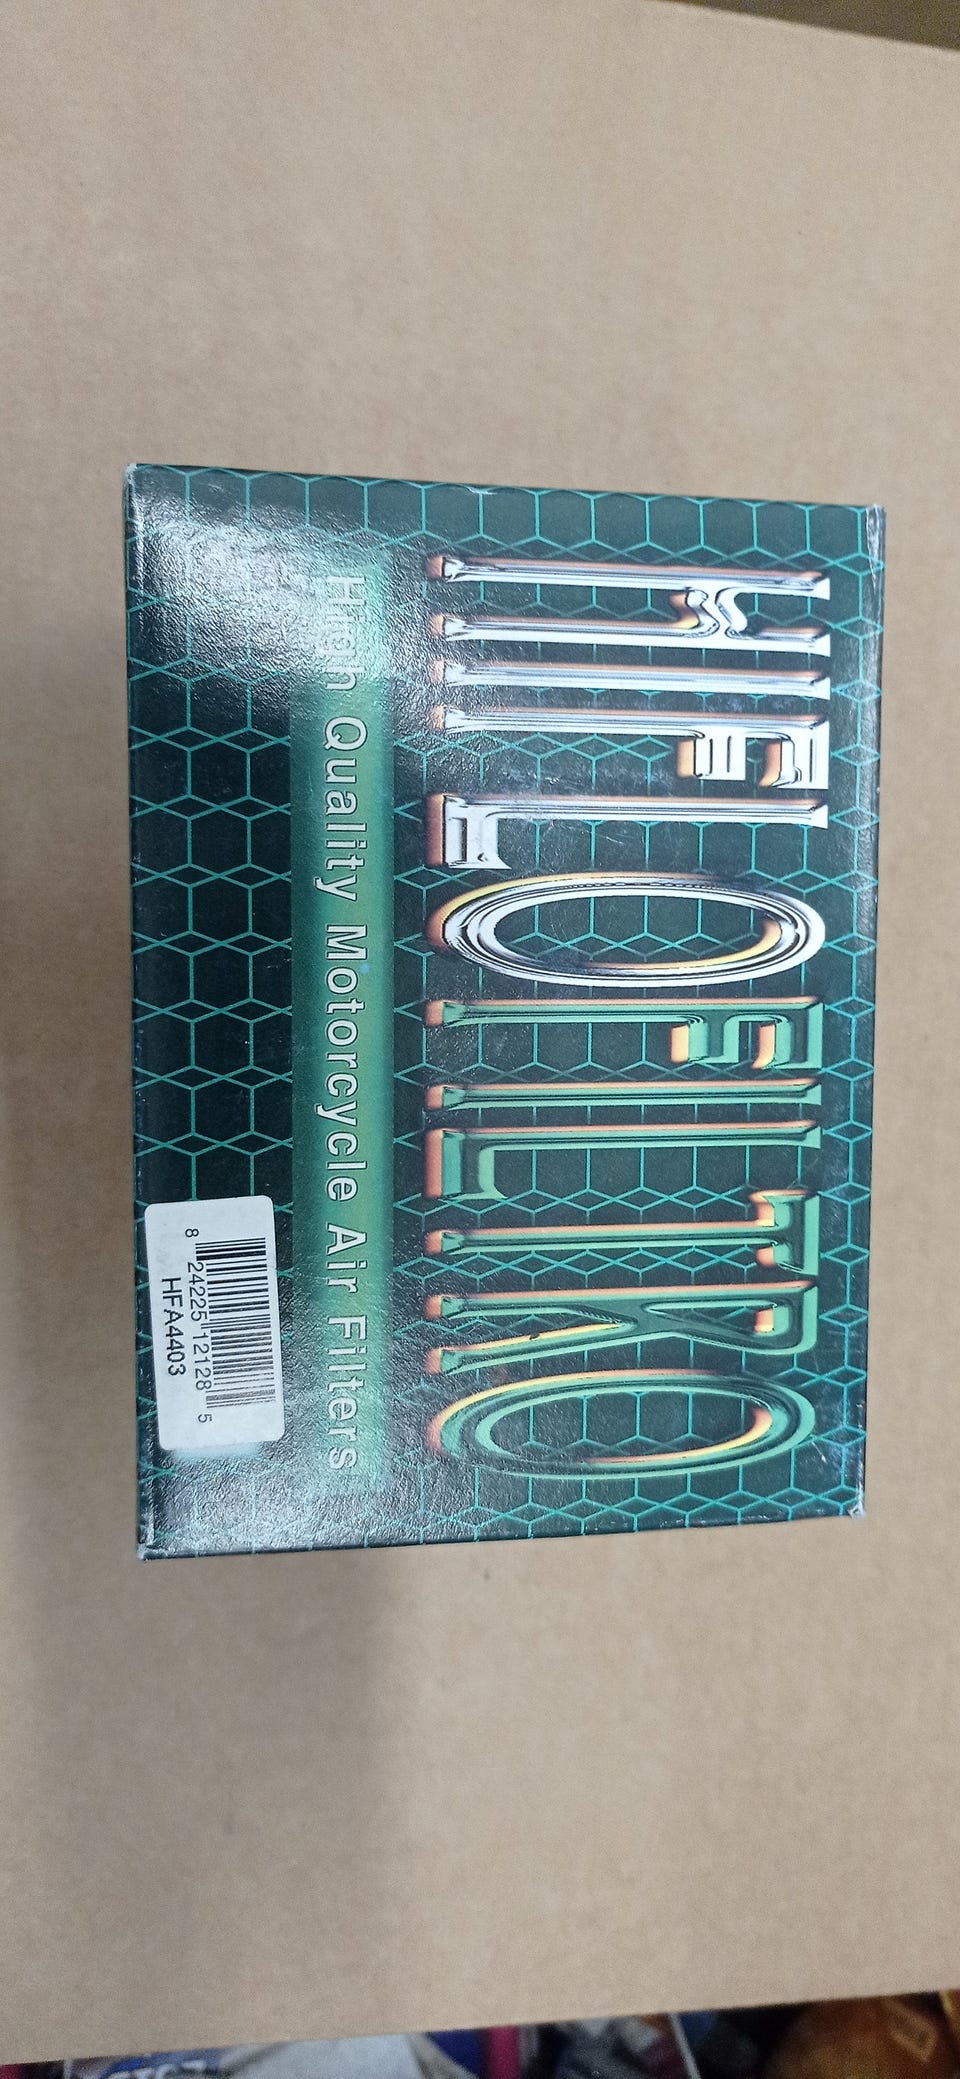 HIFLOFILTRO
High Quality Motorcycle Air Filters
8 24225 12128 5
HFA4403